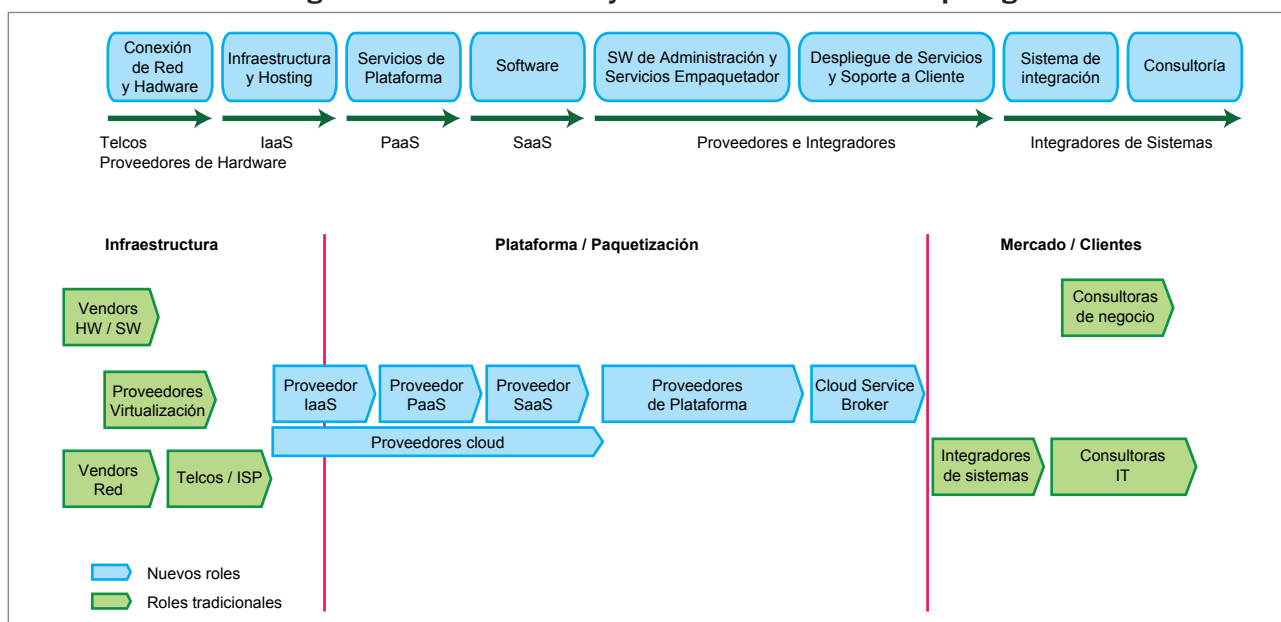 Conexión
de Red
y Hadware
Infraestructura
y Hosting
Servicios de
Plataforma
Software
SW de Administración y
Servicios Empaquetador
Despliegue de Servicios
y Soporte a Cliente
Sistema de
integración
Consultoría
Telcos
Proveedores de Hardware
IaaS
PaaS
SaaS
Proveedores e Integradores
Integradores de Sistemas
Infraestructura
Plataforma / Paquetización
Mercado / Clientes
Vendors
HW / SW
Consultoras
de negocio
Proveedores
Virtualización
Proveedor
IaaS
Proveedor
PaaS
Proveedor
SaaS
Proveedores
de Plataforma
Cloud Service
Broker
Proveedores cloud
Vendors
Red
Telcos / ISP
Integradores
de sistemas
Consultoras
IT
Nuevos roles
Roles tradicionales